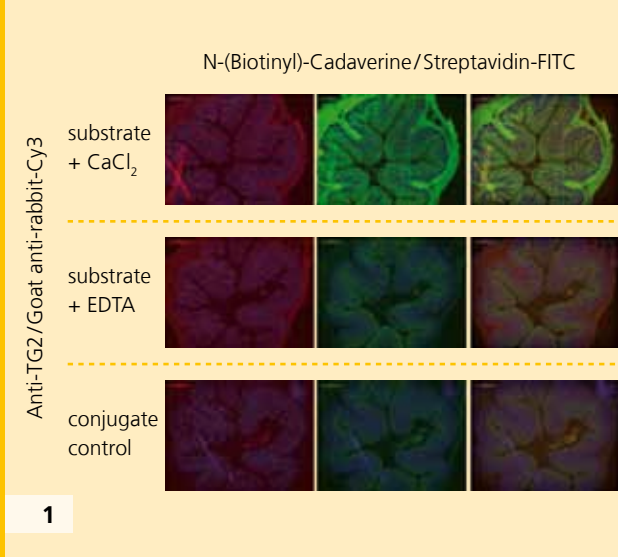 N-(Biotinyl)-Cadaverine/Streptavidin-FITC
Anti-TG2/Goat anti-rabbit-Cy3
substrate
+ CaCl₂
substrate
+ EDTA
conjugate
control
1